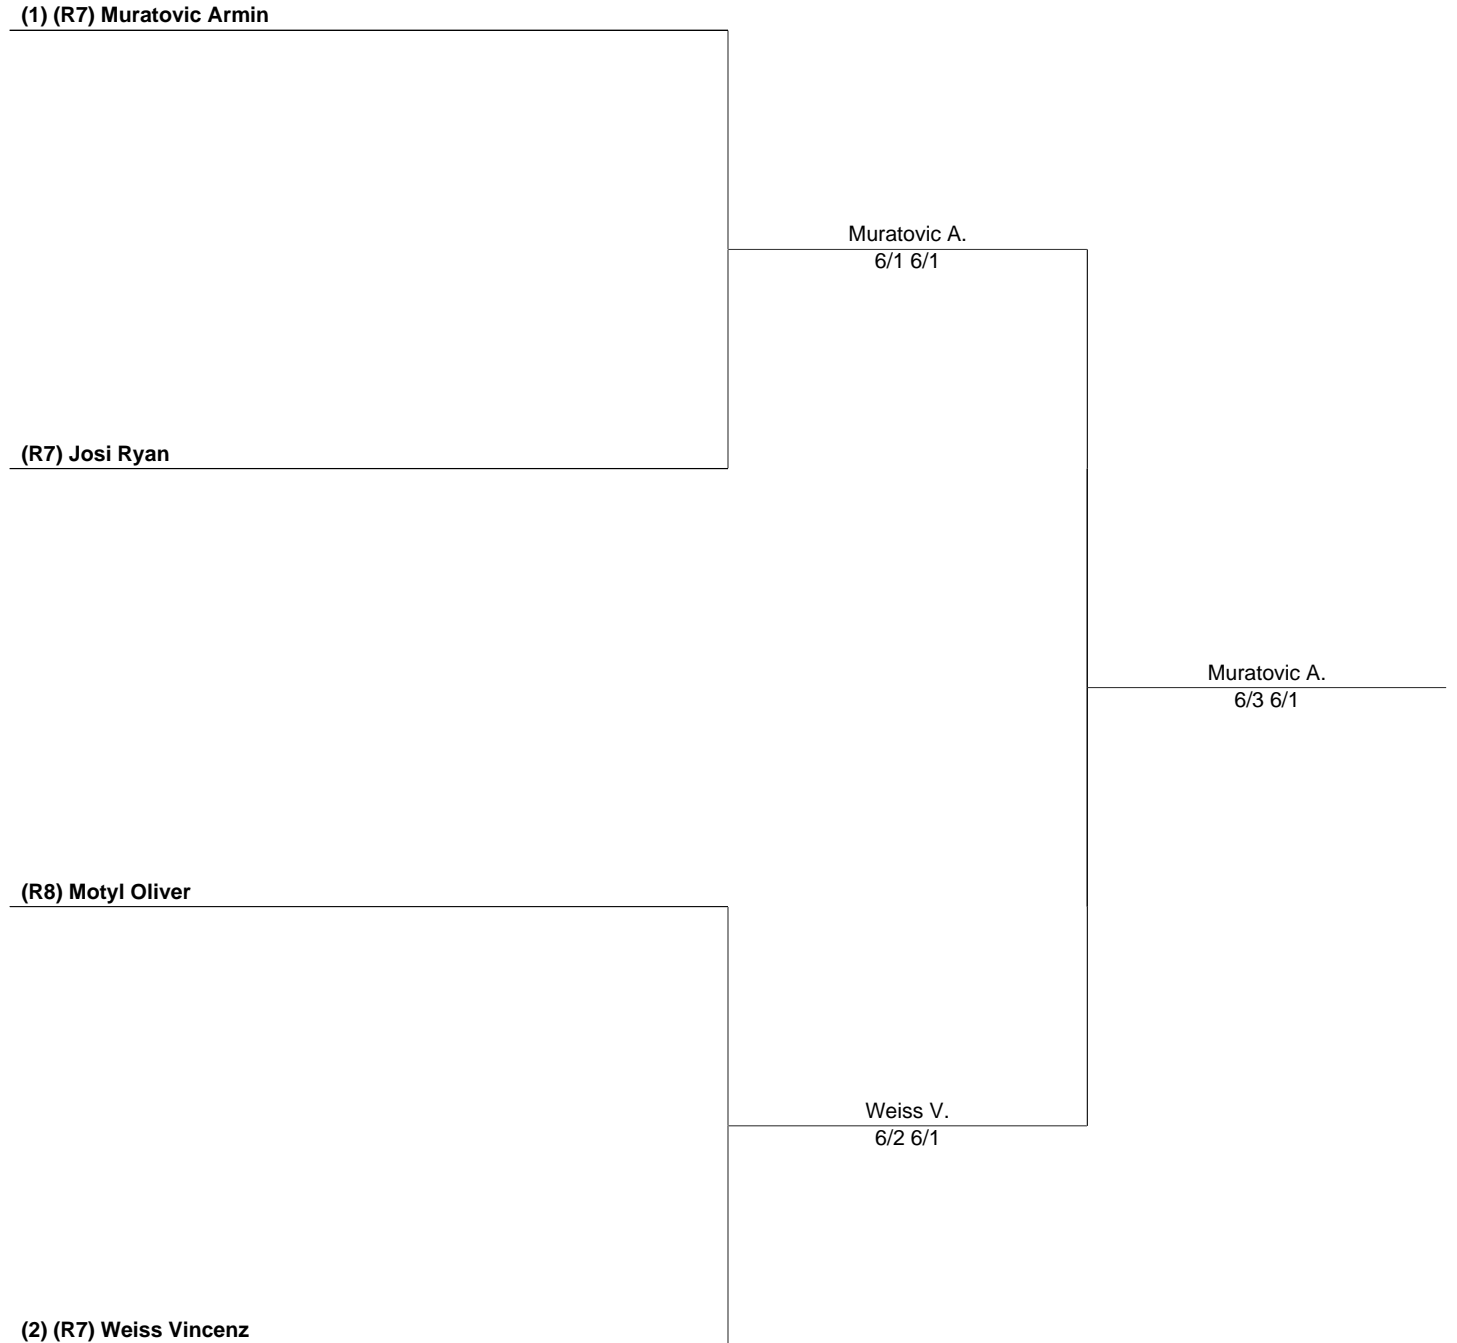 (1) (R7) Muratovic Armin
Muratovic A.
6/1 6/1
(R7) Josi Ryan
Muratovic A.
6/3 6/1
(R8) Motyl Oliver
Weiss V.
6/2 6/1
(2) (R7) Weiss Vincenz